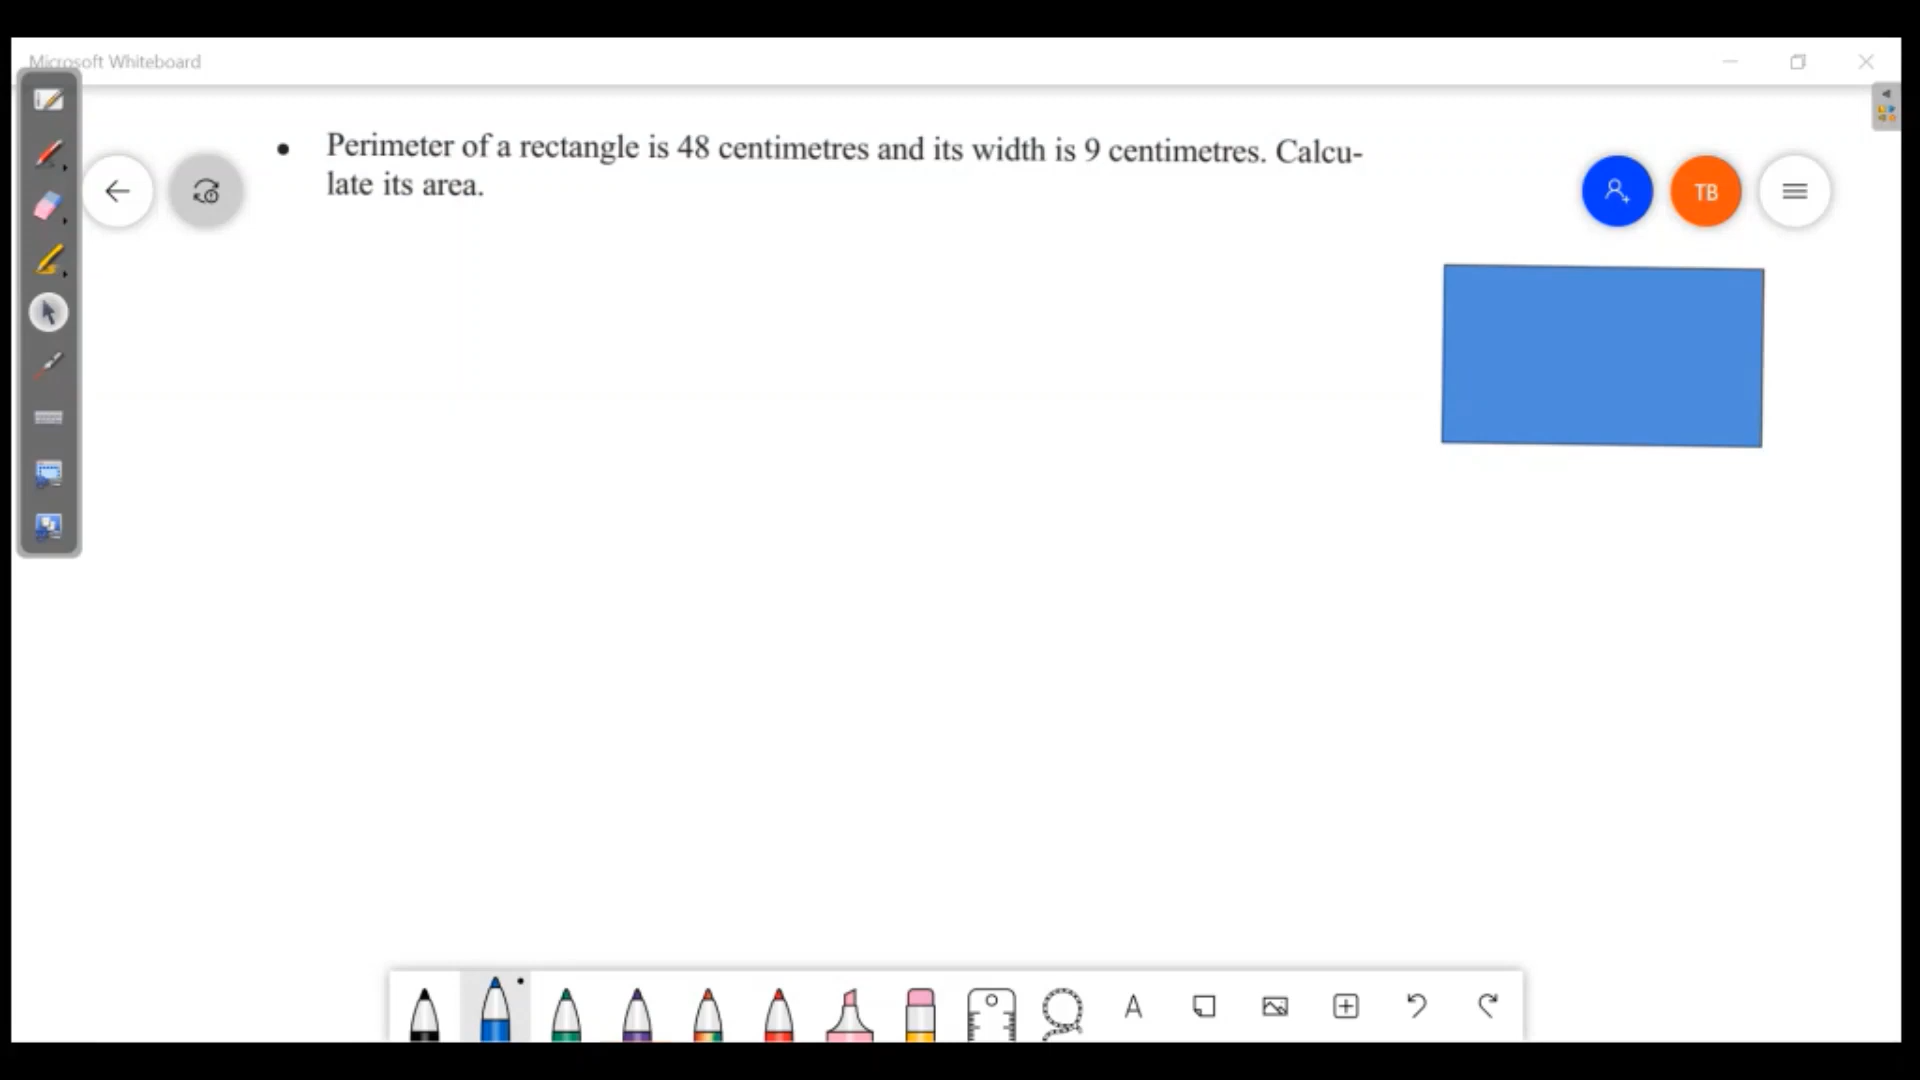 Microsoft Whiteboard
• Perimeter of a rectangle is 48 centimetres and its width is 9 centimetres. Calcu-
late its area.
TB
A